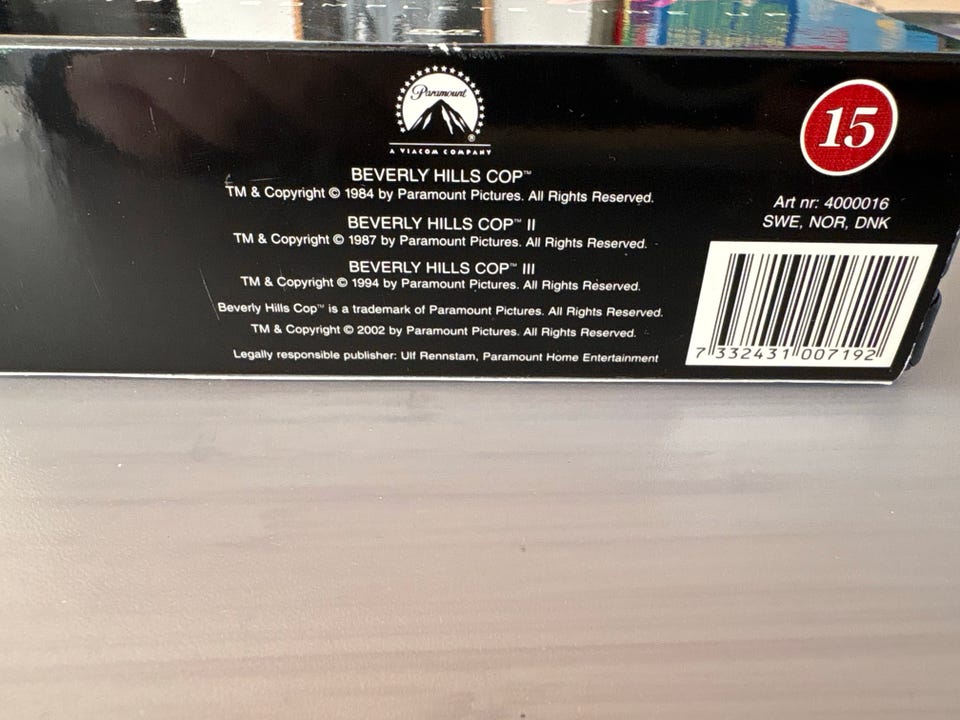 Paramount
®
A VIACOM COMPANY
BEVERLY HILLS COP™
TM & Copyright © 1984 by Paramount Pictures. All Rights Reserved.
BEVERLY HILLS COP™ II
TM & Copyright © 1987 by Paramount Pictures. All Rights Reserved.
BEVERLY HILLS COP™ III
TM & Copyright © 1994 by Paramount Pictures. All Rights Reserved.
Beverly Hills Cop™ is a trademark of Paramount Pictures. All Rights Reserved.
TM & Copyright © 2002 by Paramount Pictures. All Rights Reserved.
Legally responsible publisher: Ulf Rennstam, Paramount Home Entertainment
15
Art nr: 4000016
SWE, NOR, DNK
7 332431 007192